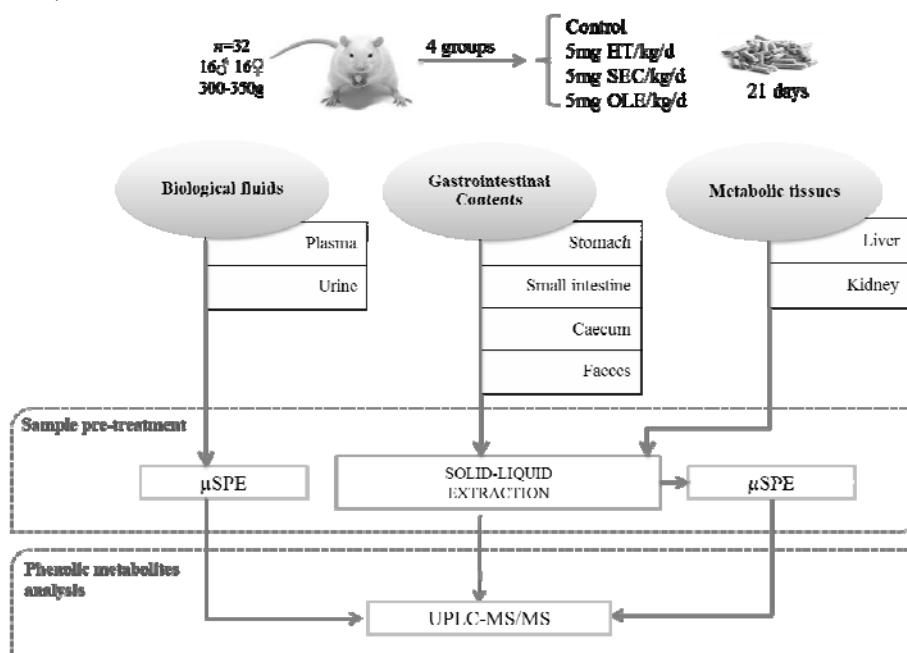 n=32
16♂ 16♀
300-350g
4 groups
Control
5mg HT/kg/d
5mg SEC/kg/d
5mg OLE/kg/d
21 days
Biological fluids
Plasma
Urine
Gastrointestinal
Contents
Stomach
Small intestine
Caecum
Faeces
Metabolic tissues
Liver
Kidney
Sample pre-treatment
µSPE
SOLID-LIQUID
EXTRACTION
µSPE
Phenolic metabolites
analysis
UPLC-MS/MS